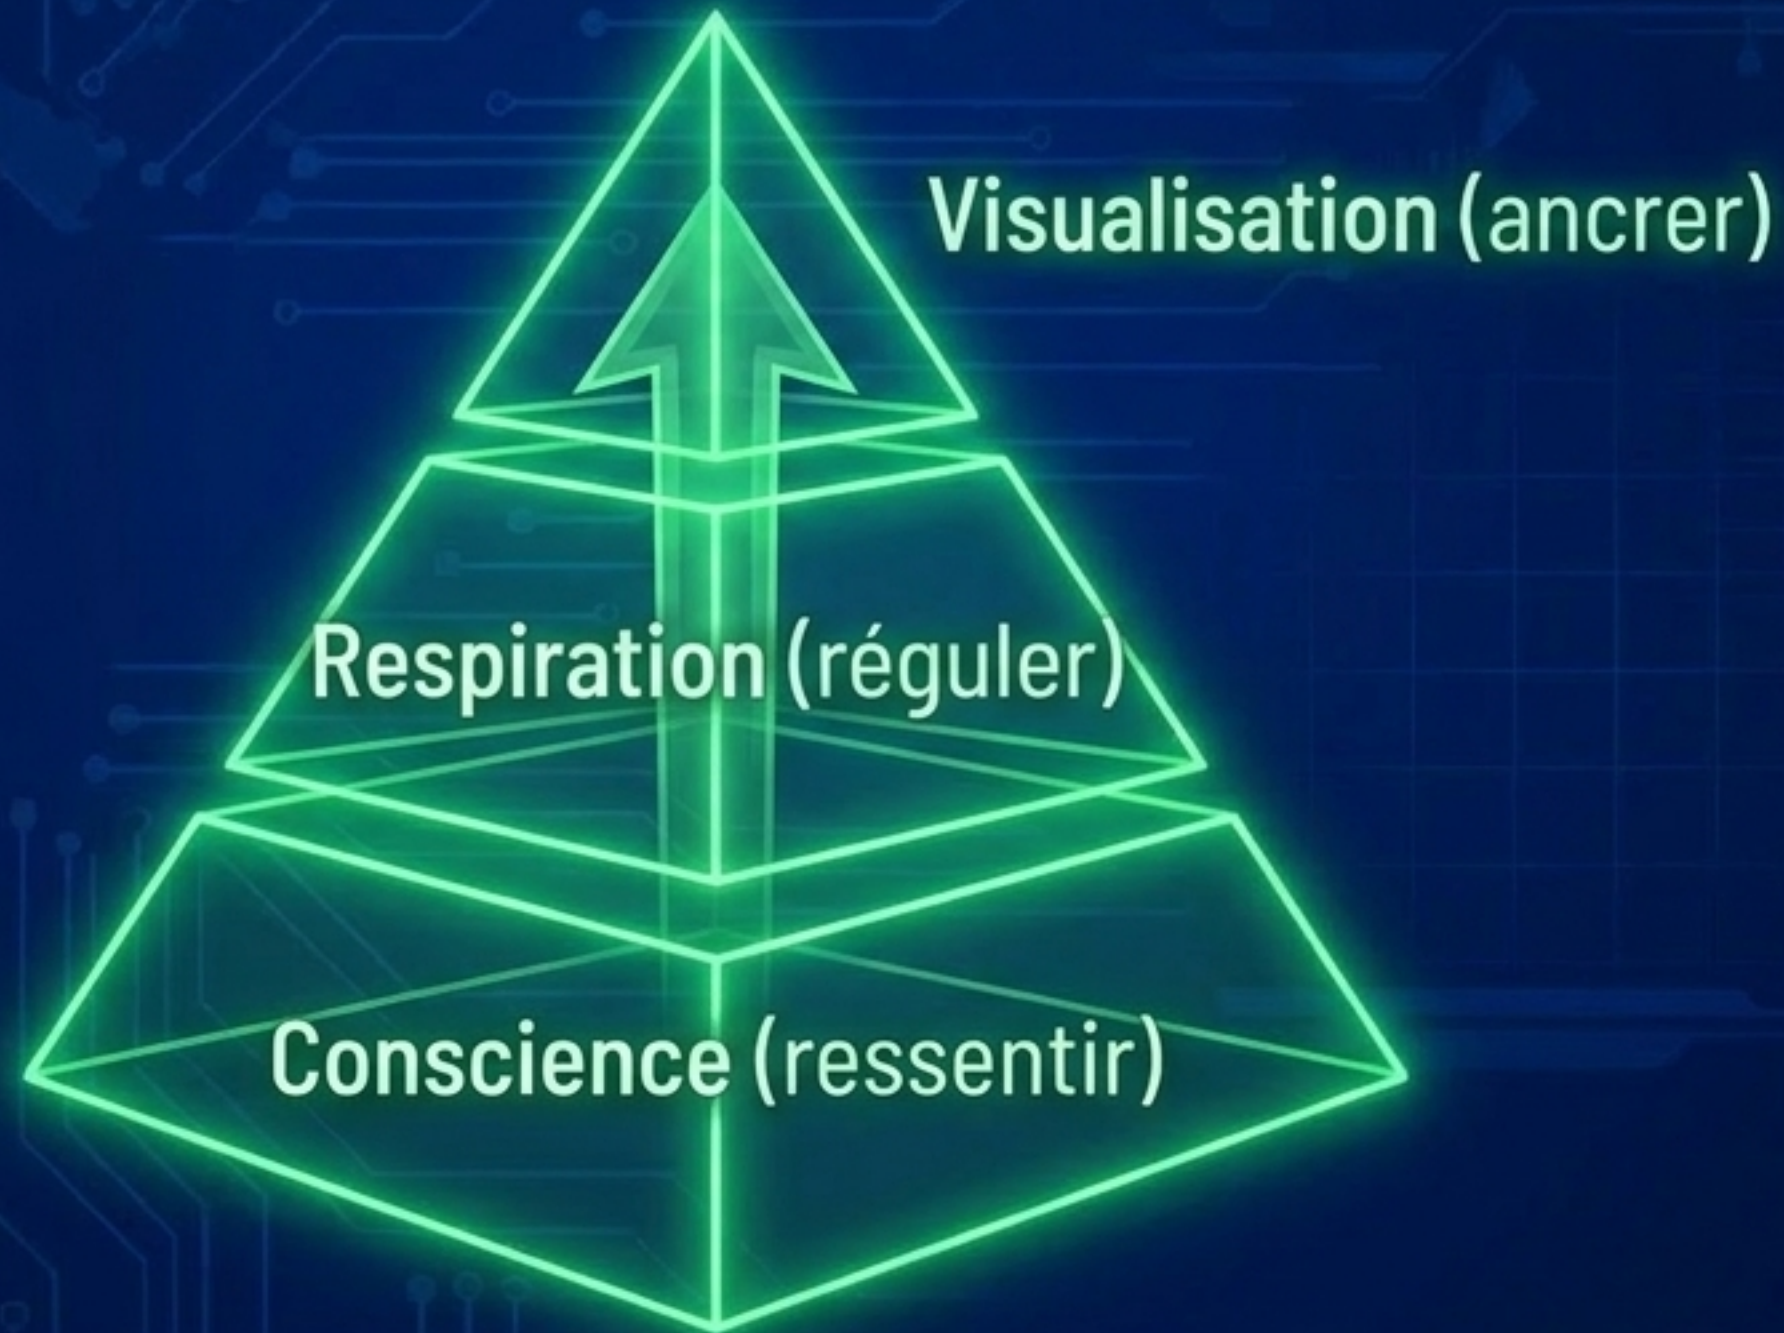 Visualisation (ancrer)
Respiration (réguler)
Conscience (ressentir)